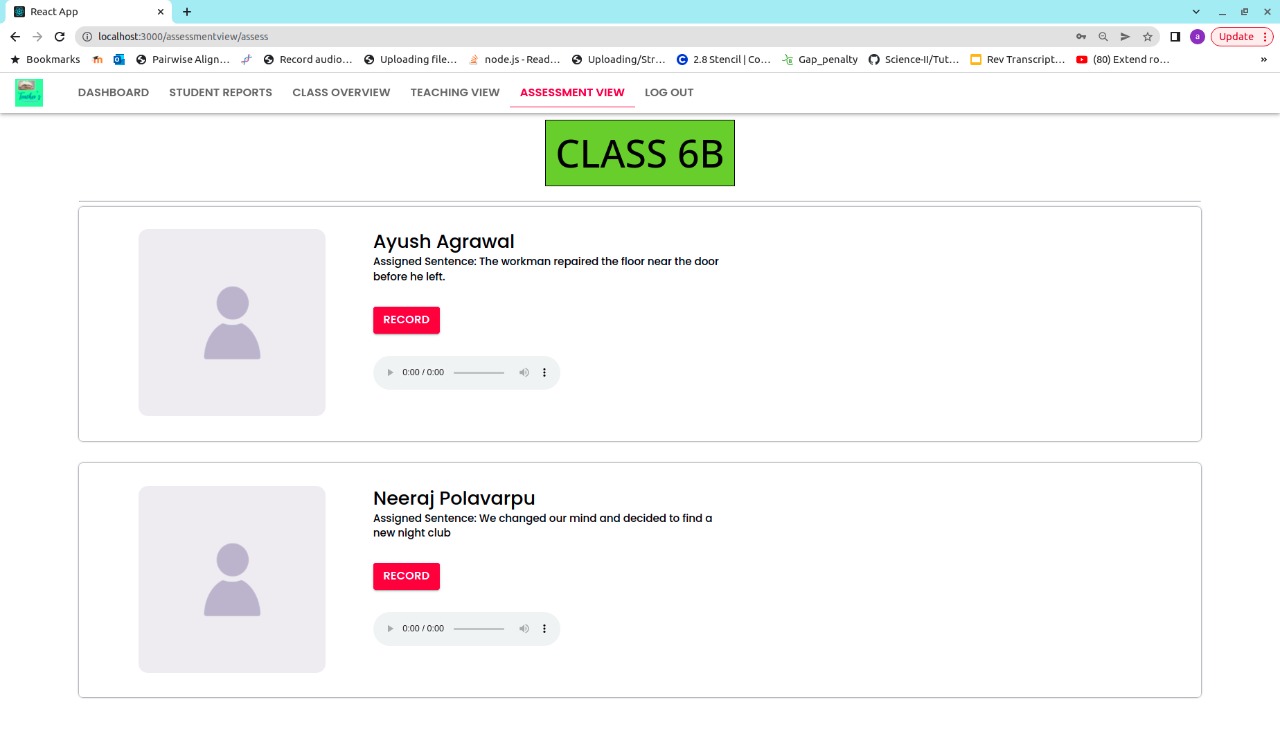 React App
localhost:3000/assessmentview/assess
a
Update
Bookmarks
Pairwise Align...
Record audio...
Uploading file...
node.js - Read...
Uploading/Str...
2.8 Stencil | Co...
Gap_penalty
Science-II/Tut...
Rev Transcript...
(80) Extend ro...
»
DASHBOARD
STUDENT REPORTS
CLASS OVERVIEW
TEACHING VIEW
ASSESSMENT VIEW
LOG OUT
CLASS 6B
Ayush Agrawal
Assigned Sentence: The workman repaired the floor near the door
before he left.
RECORD
0:00 / 0:00
Neeraj Polavarpu
Assigned Sentence: We changed our mind and decided to find a
new night club
RECORD
0:00 / 0:00